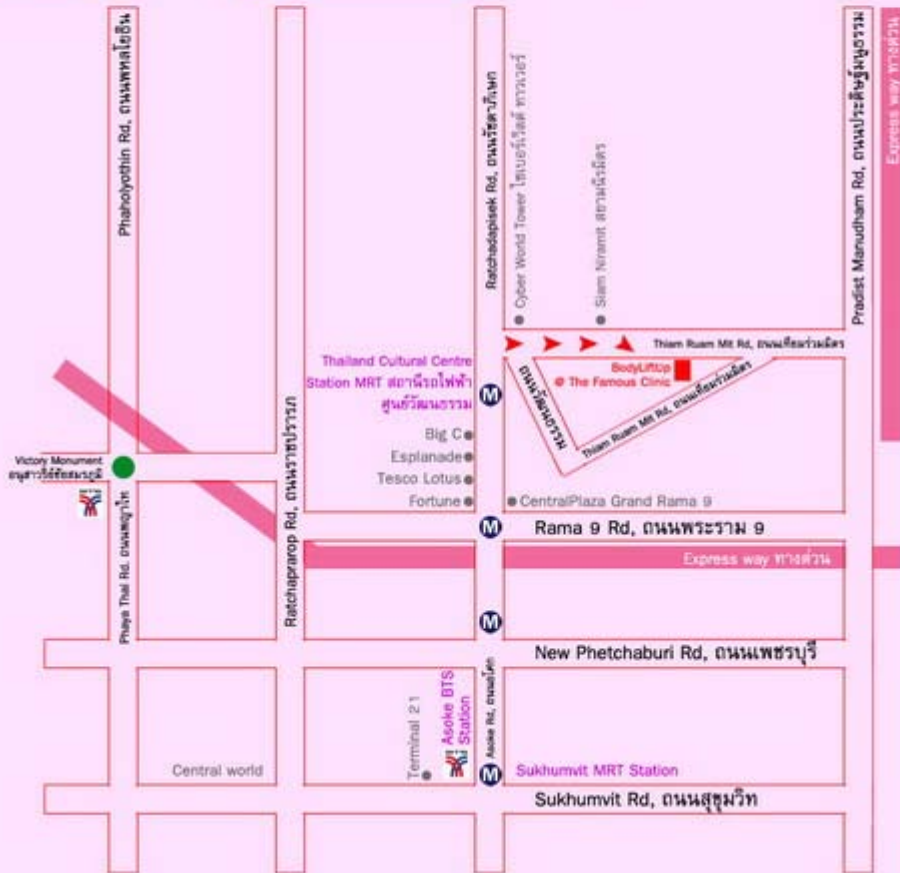 Phaholyothin Rd, ถนนพหลโยธิน
Ratchadapisek Rd, ถนนรัชดาภิเษก
Cyber World Tower ไซเบอร์เวิลด์ ทาวเวอร์
Siam Niramit สยามนิรมิต
Pradist Manudham Rd, ถนนประดิษฐ์มนูธรรม
Express way ทางด่วน
Thiam Ruam Mit Rd, ถนนเทียมร่วมมิตร
Thailand Cultural Centre
Station MRT สถานีรถไฟฟ้า
ศูนย์วัฒนธรรม
BodyLiftUp
@ The Famous Clinic
ถนนวัฒนธรรม
Thiam Ruam Mit Rd, ถนนเทียมร่วมมิตร
M
Big C
Esplanade
Tesco Lotus
Fortune
CentralPlaza Grand Rama 9
Victory Monument
อนุสาวรีย์ชัยสมรภูมิ
Phaya Thai Rd, ถนนพญาไท
Ratchaprarop Rd, ถนนราชปรารภ
M
Rama 9 Rd, ถนนพระราม 9
Express way ทางด่วน
M
New Phetchaburi Rd, ถนนเพชรบุรี
Terminal 21
Asoke BTS
Station
Asoke Rd, ถนนอโศก
Central world
M
Sukhumvit MRT Station
Sukhumvit Rd, ถนนสุขุมวิท